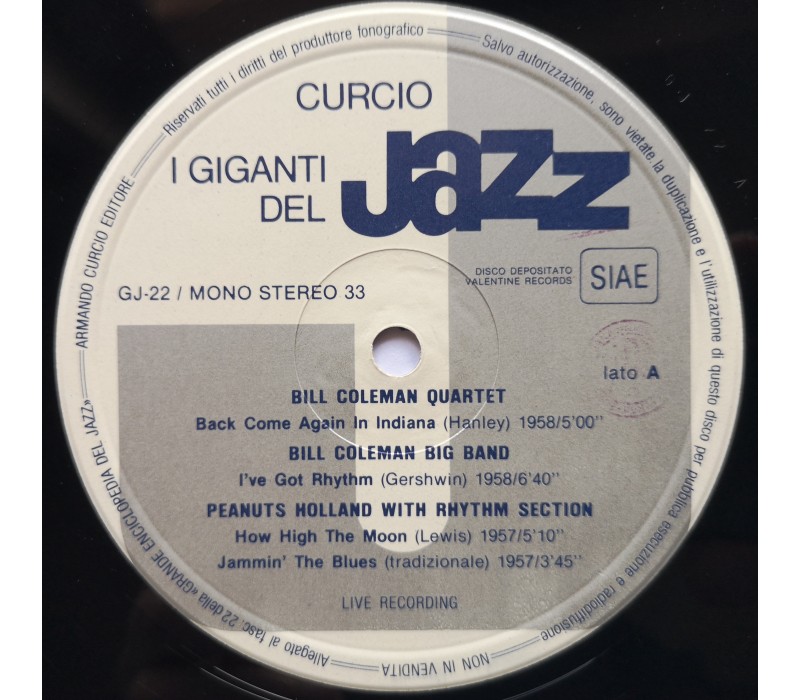 ARMANDO CURCIO EDITORE
Riservati tutti i diritti del produttore fonografico
Salvo autorizzazione, sono vietate la duplicazione e l'utilizzazione di questo disco per pubblica esecuzione e radiodiffusione
NON IN VENDITA
Allegato al fasc. 22 della «GRANDE ENCICLOPEDIA DEL JAZZ»
CURCIO
I GIGANTI
DEL
Jazz
DISCO DEPOSITATO
VALENTINE RECORDS
SIAE
GJ-22 / MONO STEREO 33
lato A
BILL COLEMAN QUARTET
Back Come Again In Indiana (Hanley) 1958/5'00''
BILL COLEMAN BIG BAND
I've Got Rhythm (Gershwin) 1958/6'40''
PEANUTS HOLLAND WITH RHYTHM SECTION
How High The Moon (Lewis) 1957/5'10''
Jammin' The Blues (tradizionale) 1957/3'45''
LIVE RECORDING